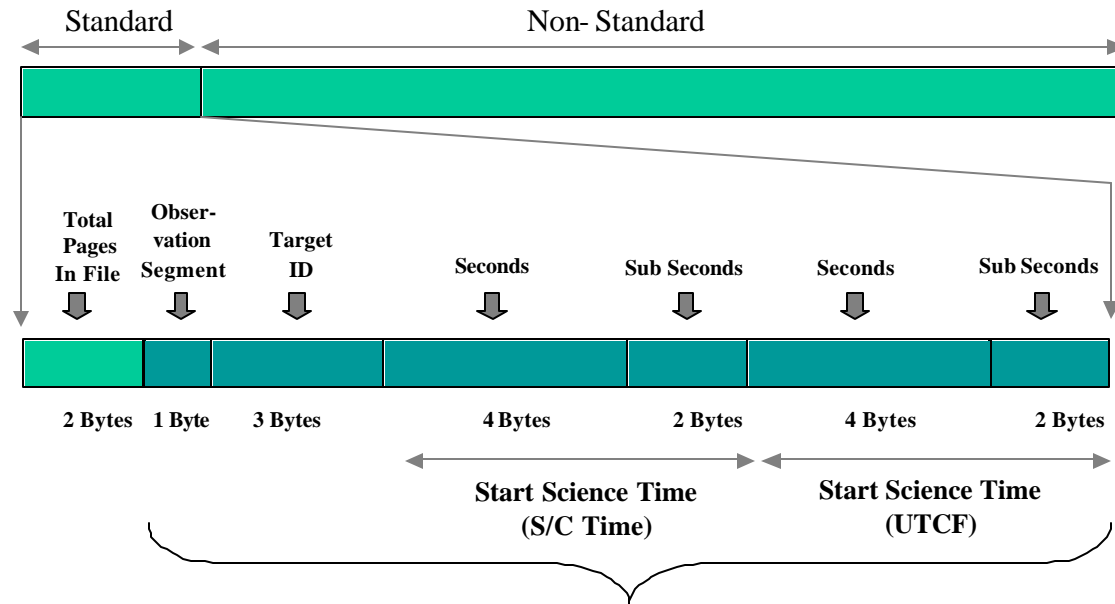 Standard
Non- Standard
Total
Pages
In File
Obser-
vation
Segment
Target
ID
Seconds
Sub Seconds
Seconds
Sub Seconds
2 Bytes
1 Byte
3 Bytes
4 Bytes
2 Bytes
4 Bytes
2 Bytes
Start Science Time
(S/C Time)
Start Science Time
(UTCF)